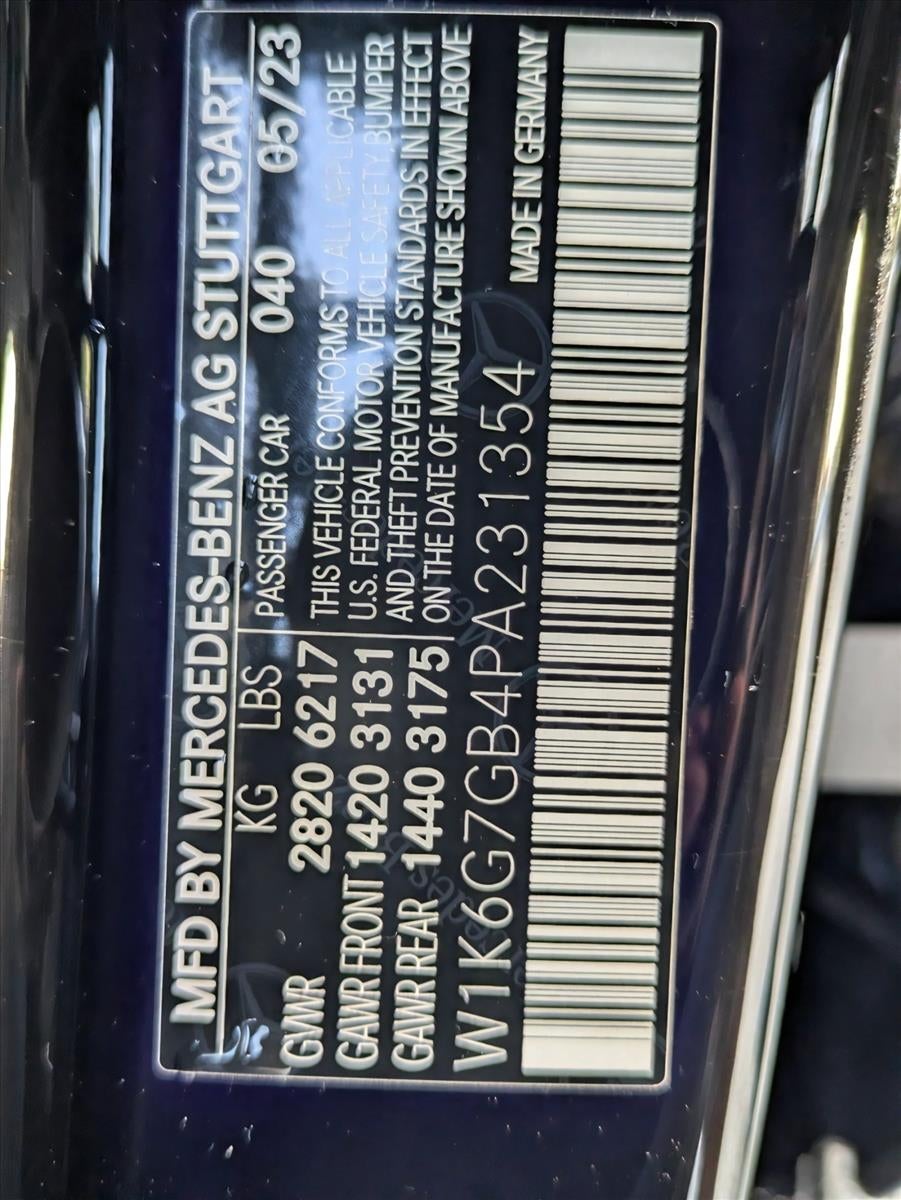 MFD BY MERCEDES-BENZ AG STUTTGART
KG LBS PASSENGER CAR 040 05/23
GVWR 2820 6217
GAWR FRONT 1420 3131
GAWR REAR 1440 3175
THIS VEHICLE CONFORMS TO ALL APPLICABLE
U.S. FEDERAL MOTOR VEHICLE SAFETY BUMPER
AND THEFT PREVENTION STANDARDS IN EFFECT
ON THE DATE OF MANUFACTURE SHOWN ABOVE
MADE IN GERMANY
W1K6G7GB4PA231354